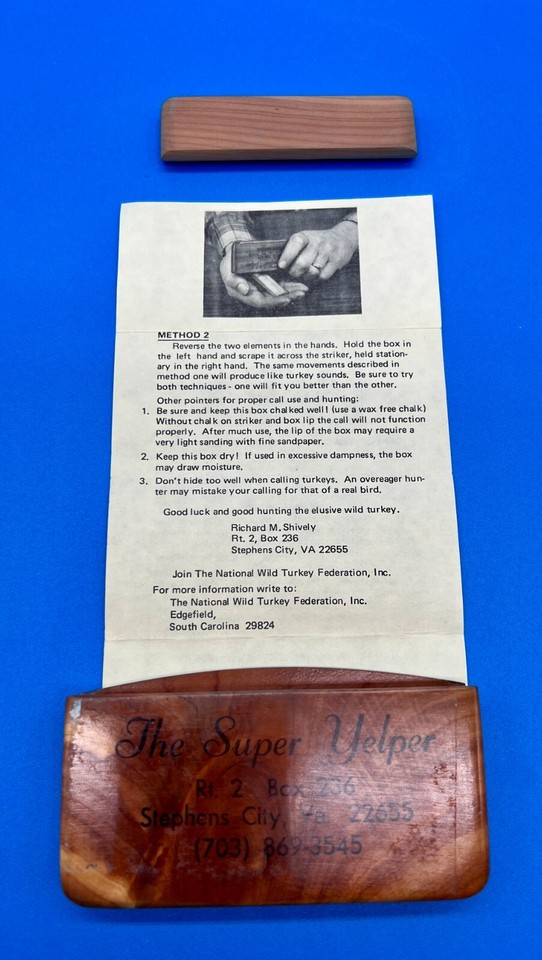 METHOD 2
Reverse the two elements in the hands. Hold the box in
the left hand and scrape it across the striker, held station-
ary in the right hand. The same movements described in
method one will produce like turkey sounds. Be sure to try
both techniques - one will fit you better than the other.
Other pointers for proper call use and hunting:
1. Be sure and keep this box chalked well! (use a wax free chalk)
Without chalk on striker and box lip the call will not function
properly. After much use, the lip of the box may require a
very light sanding with fine sandpaper.
2. Keep this box dry! If used in excessive dampness, the box
may draw moisture.
3. Don't hide too well when calling turkeys. An overeager hun-
ter may mistake your calling for that of a real bird.
Good luck and good hunting the elusive wild turkey.
Richard M. Shively
Rt. 2, Box 236
Stephens City, VA 22655
Join The National Wild Turkey Federation, Inc.
For more information write to:
The National Wild Turkey Federation, Inc.
Edgefield,
South Carolina 29824
The Super Yelper
Rt. 2 Box 236
Stephens City, Va. 22655
(703) 869-3545